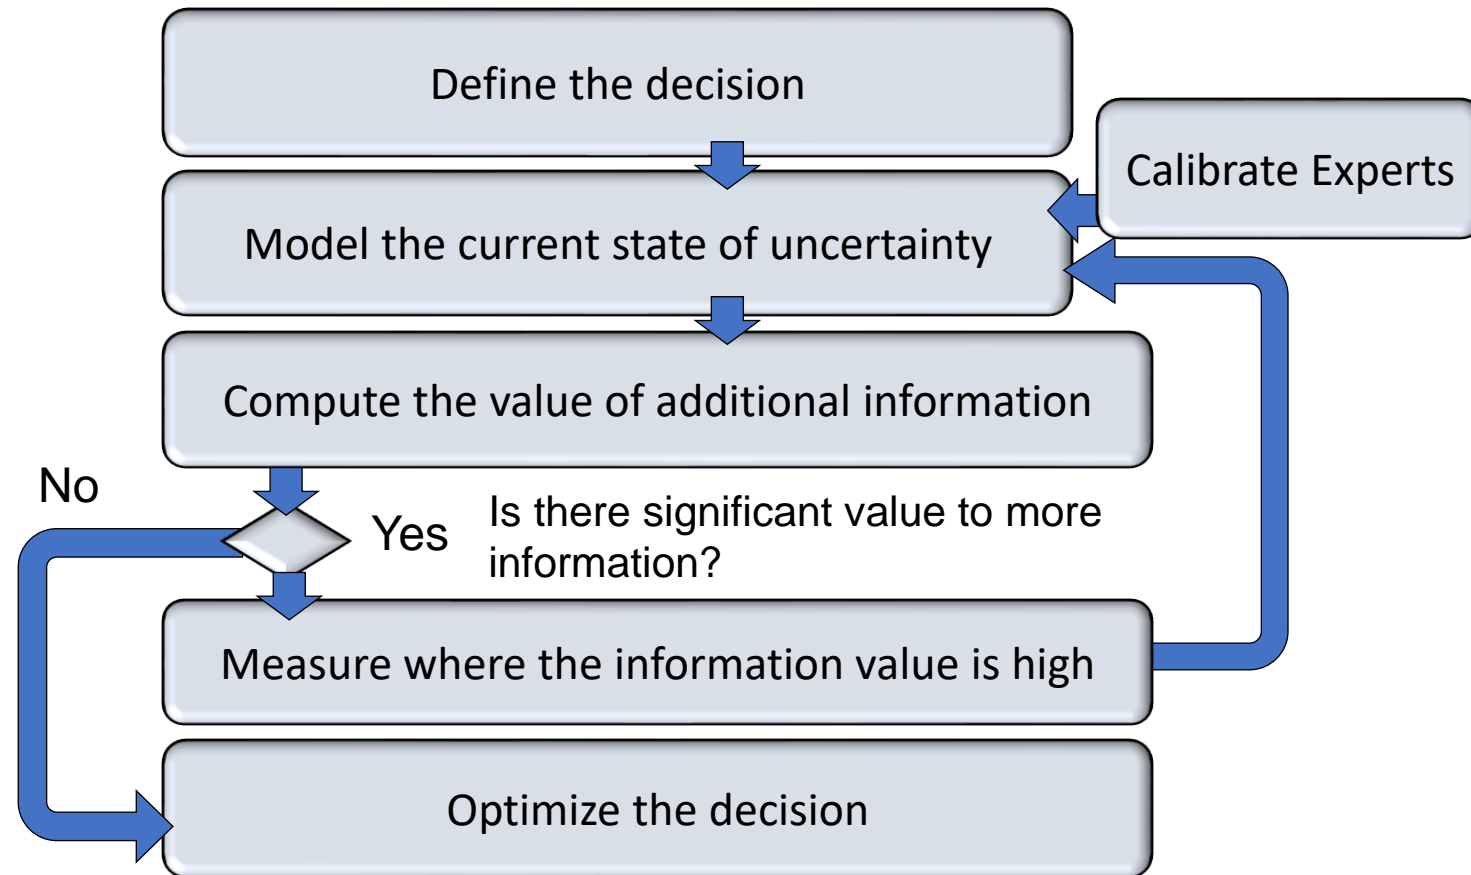 Define the decision
Calibrate Experts
Model the current state of uncertainty
Compute the value of additional information
No
Yes
Is there significant value to more
information?
Measure where the information value is high
Optimize the decision